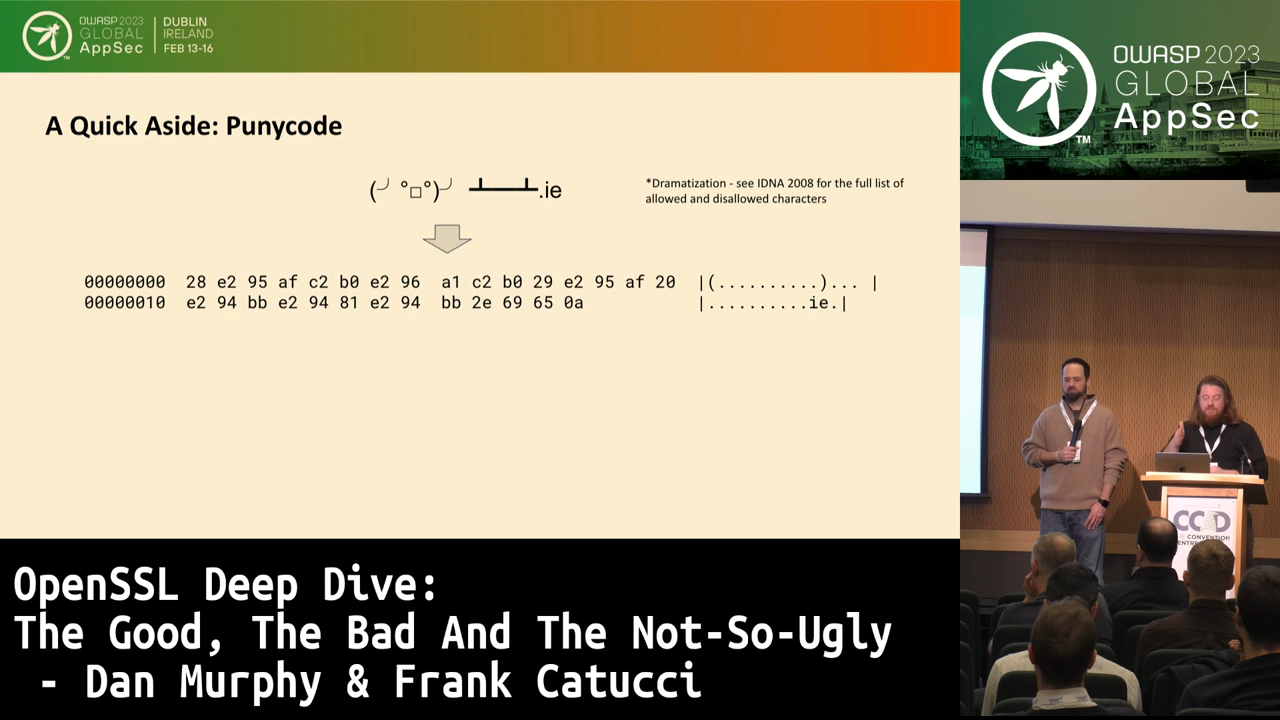 OWASP 2023
GLOBAL
AppSec
TM
DUBLIN
IRELAND
FEB 13-16
A Quick Aside: Punycode
(╯°□°)╯ ┻━┻.ie
*Dramatization - see IDNA 2008 for the full list of
allowed and disallowed characters
00000000 28 e2 95 af c2 b0 e2 96 a1 c2 b0 29 e2 95 af 20 |(..........)... |
00000010 e2 94 bb e2 94 81 e2 94 bb 2e 69 65 0a |..........ie.|
OpenSSL Deep Dive:
The Good, The Bad And The Not-So-Ugly
- Dan Murphy & Frank Catucci
OWASP 2023
GLOBAL
AppSec
TM
CONVENTION